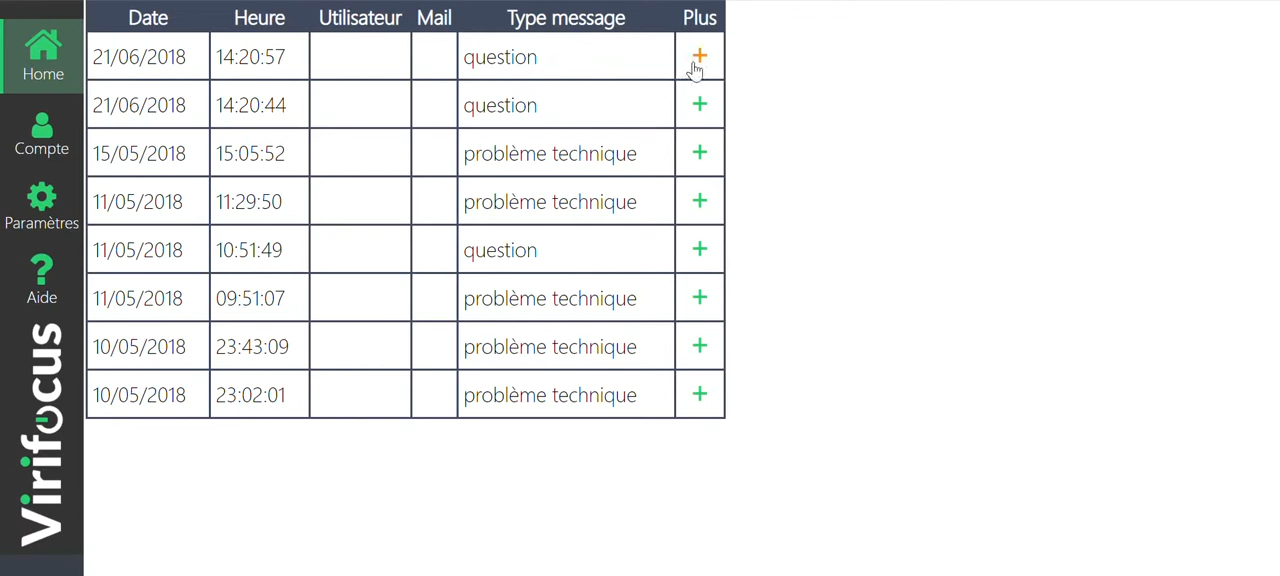 Date Heure Utilisateur Mail Type message Plus
21/06/2018 14:20:57 question +
21/06/2018 14:20:44 question +
15/05/2018 15:05:52 problème technique +
11/05/2018 11:29:50 problème technique +
11/05/2018 10:51:49 question +
11/05/2018 09:51:07 problème technique +
10/05/2018 23:43:09 problème technique +
10/05/2018 23:02:01 problème technique +
Home
Compte
Paramètres
?
Aide
Virifocus